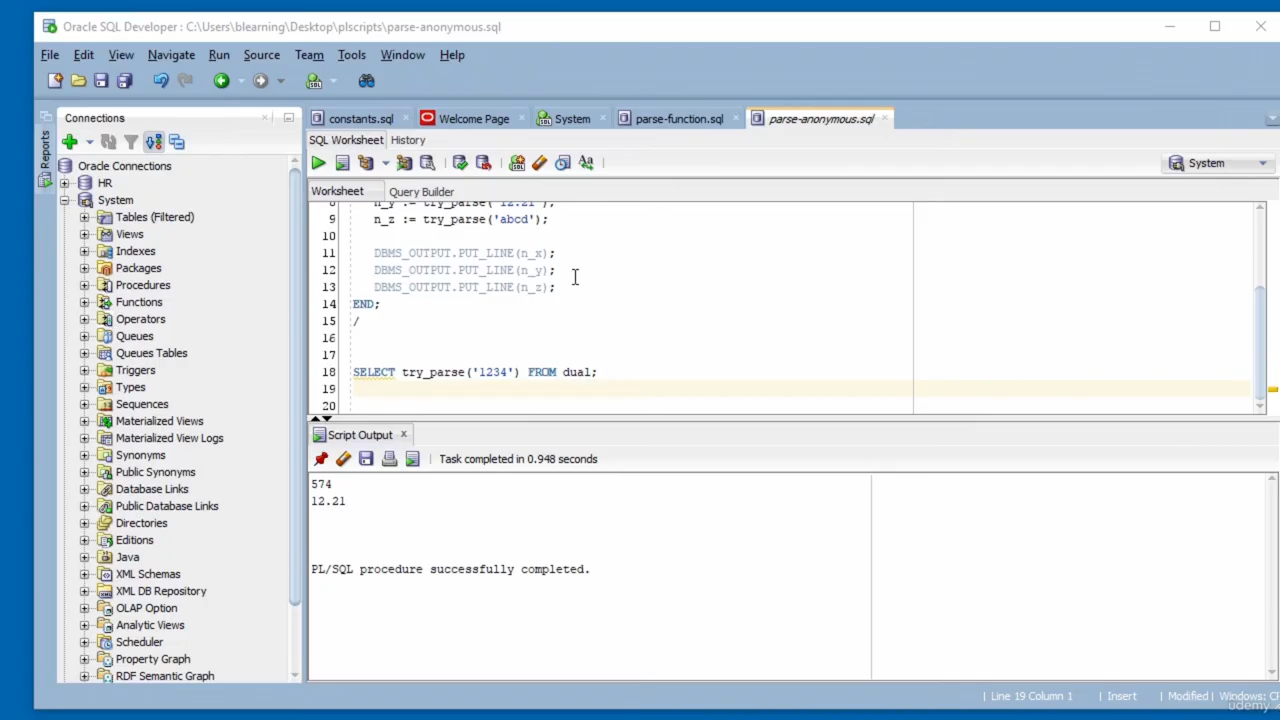 Oracle SQL Developer : C:\Users\blearning\Desktop\plscripts\parse-anonymous.sql
File Edit View Navigate Run Source Team Tools Window Help
Connections
Reports
Oracle Connections
HR
System
Tables (Filtered)
Views
Indexes
Packages
Procedures
Functions
Operators
Queues
Queues Tables
Triggers
Types
Sequences
Materialized Views
Materialized View Logs
Synonyms
Public Synonyms
Database Links
Public Database Links
Directories
Editions
Java
XML Schemas
XML DB Repository
OLAP Option
Analytic Views
Scheduler
Property Graph
RDF Semantic Graph
constants.sql Welcome Page System parse-function.sql parse-anonymous.sql
SQL Worksheet History
System
Worksheet Query Builder
8 n_y := try_parse('12.21');
9 n_z := try_parse('abcd');
10
11 DBMS_OUTPUT.PUT_LINE(n_x);
12 DBMS_OUTPUT.PUT_LINE(n_y);
13 DBMS_OUTPUT.PUT_LINE(n_z);
14 END;
15 /
16
17
18 SELECT try_parse('1234') FROM dual;
19
20
Script Output
Task completed in 0.948 seconds
574
12.21
PL/SQL procedure successfully completed.
Line 19 Column 1 Insert Modified Windows: CF
udemy